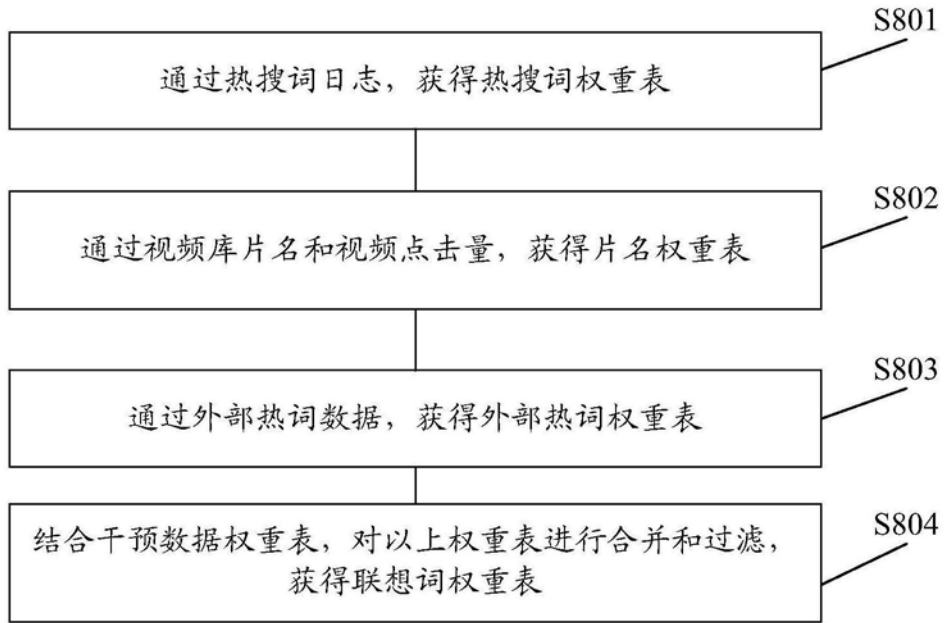 S801
通过热搜词日志，获得热搜词权重表
S802
通过视频库片名和视频点击量，获得片名权重表
S803
通过外部热词数据，获得外部热词权重表
S804
结合干预数据权重表，对以上权重表进行合并和过滤，
获得联想词权重表